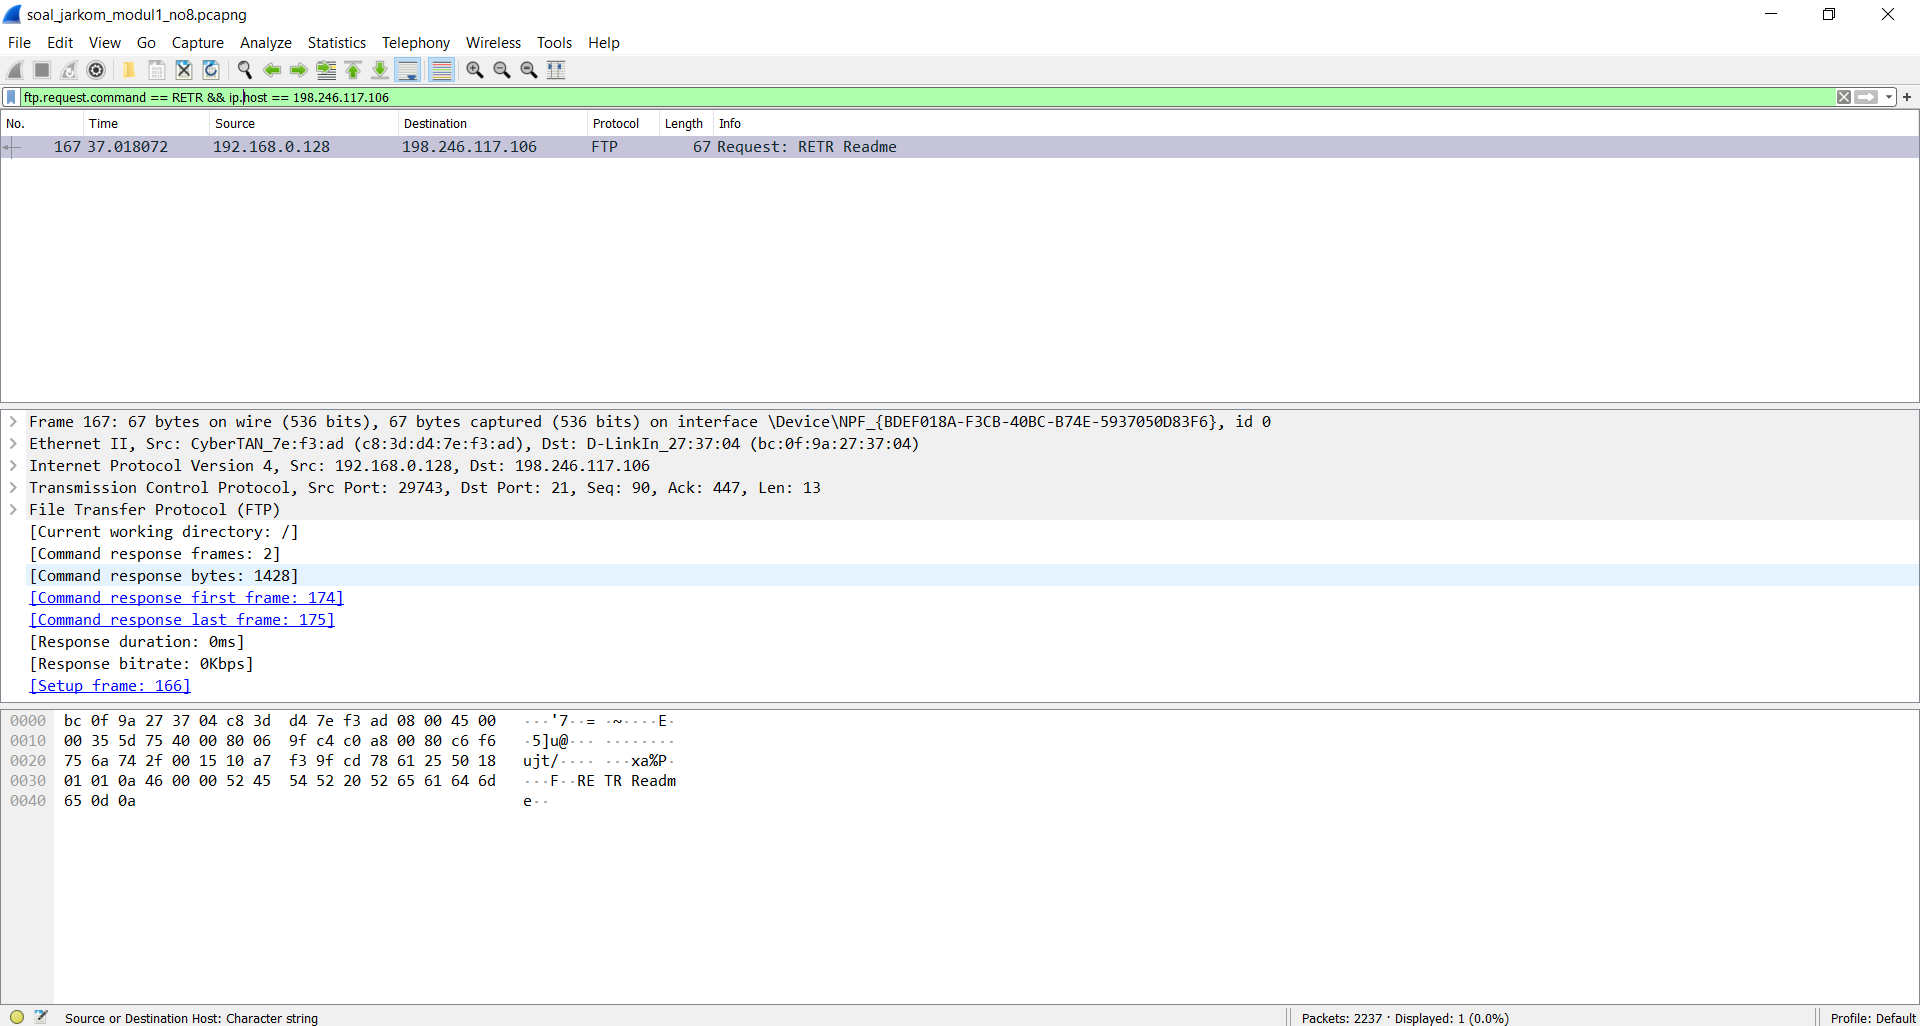 soal_jarkom_modul1_no8.pcapng
File Edit View Go Capture Analyze Statistics Telephony Wireless Tools Help
ftp.request.command == RETR && ip.host == 198.246.117.106
No. Time Source Destination Protocol Length Info
167 37.018072 192.168.0.128 198.246.117.106 FTP 67 Request: RETR Readme
Frame 167: 67 bytes on wire (536 bits), 67 bytes captured (536 bits) on interface \Device\NPF_{BDEF018A-F3CB-40BC-B74E-5937050D83F6}, id 0
Ethernet II, Src: CyberTAN_7e:f3:ad (c8:3d:d4:7e:f3:ad), Dst: D-LinkIn_27:37:04 (bc:0f:9a:27:37:04)
Internet Protocol Version 4, Src: 192.168.0.128, Dst: 198.246.117.106
Transmission Control Protocol, Src Port: 29743, Dst Port: 21, Seq: 90, Ack: 447, Len: 13
File Transfer Protocol (FTP)
[Current working directory: /]
[Command response frames: 2]
[Command response bytes: 1428]
[Command response first frame: 174]
[Command response last frame: 175]
[Response duration: 0ms]
[Response bitrate: 0Kbps]
[Setup frame: 166]
0000 bc 0f 9a 27 37 04 c8 3d d4 7e f3 ad 08 00 45 00 ···'7··= ·~····E·
0010 00 35 5d 75 40 00 80 06 9f c4 c0 a8 00 80 c6 f6 ·5]u@··· ········
0020 75 6a 74 2f 00 15 10 a7 f3 9f cd 78 61 25 50 18 ujt/···· ···xa%P·
0030 01 01 0a 46 00 00 52 45 54 52 20 52 65 61 64 6d ···F··RE TR Readm
0040 65 0d 0a e··
Source or Destination Host: Character string
Packets: 2237 · Displayed: 1 (0.0%)
Profile: Default